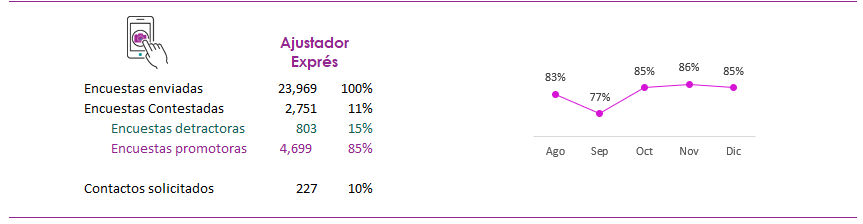 Ajustador
Exprés
Encuestas enviadas 23,969 100%
Encuestas Contestadas 2,751 11%
Encuestas detractoras 803 15%
Encuestas promotoras 4,699 85%
Contactos solicitados 227 10%
83% 77% 85% 86% 85%
Ago Sep Oct Nov Dic